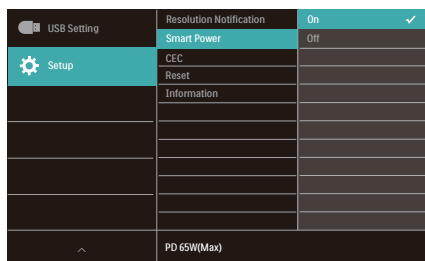 USB Setting
Setup
Resolution Notification
Smart Power
CEC
Reset
Information
On
Off
PD 65W(Max)